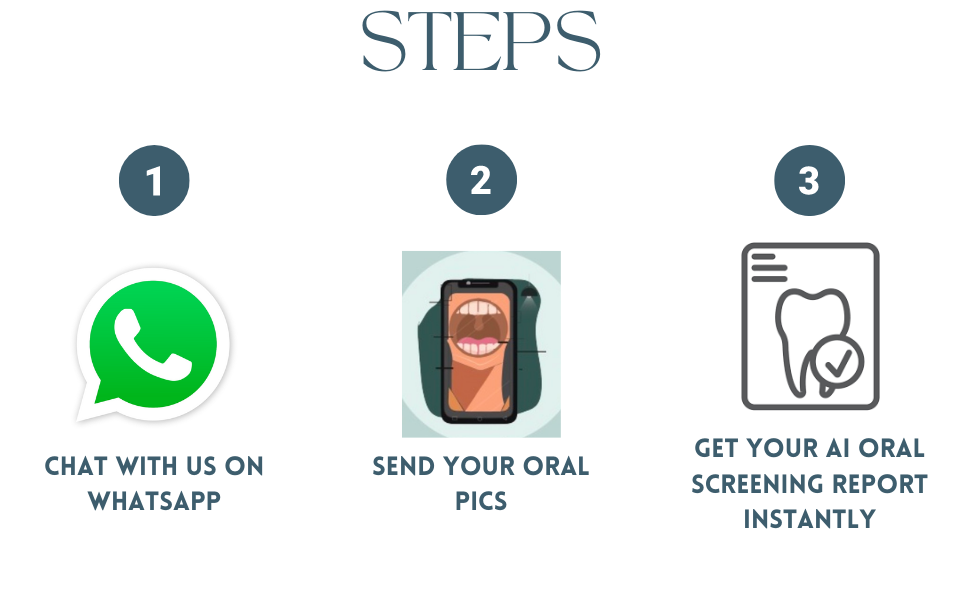 STEPS
1
2
3
CHAT WITH US ON
WHATSAPP
SEND YOUR ORAL
PICS
GET YOUR AI ORAL
SCREENING REPORT
INSTANTLY